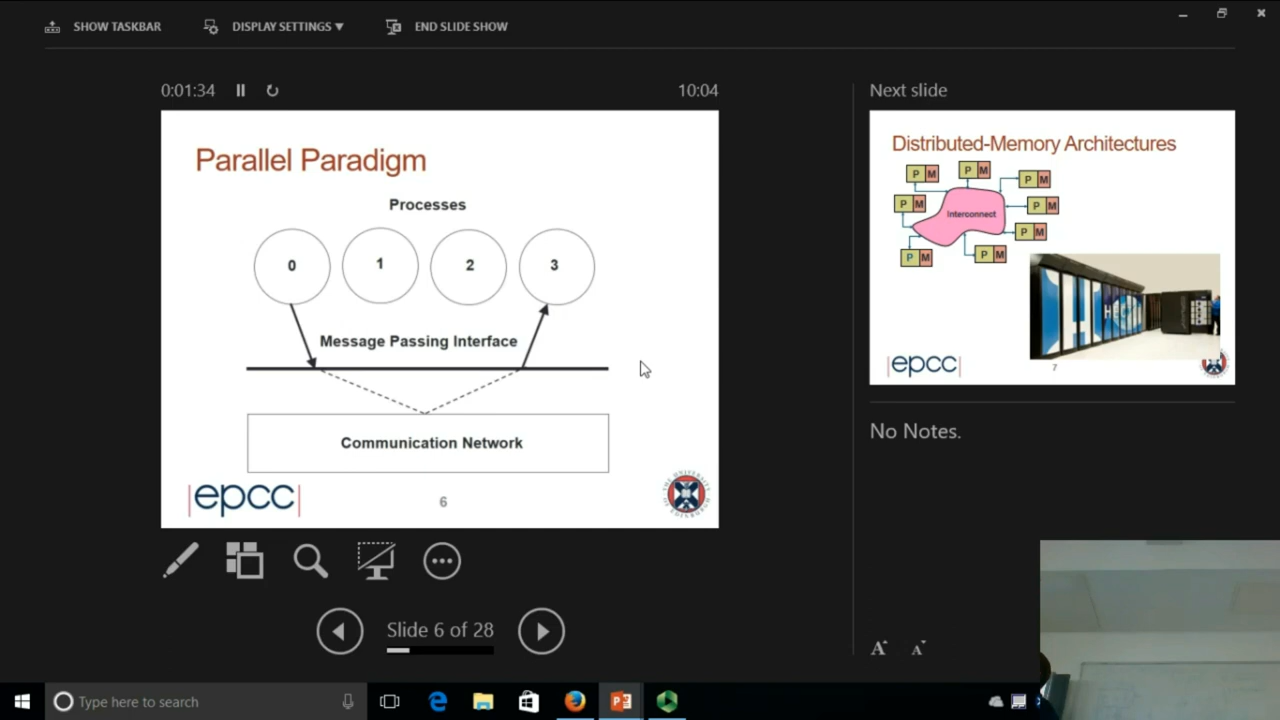 SHOW TASKBAR
DISPLAY SETTINGS ▼
END SLIDE SHOW
0:01:34
10:04
Parallel Paradigm
Processes
0
1
2
3
Message Passing Interface
Communication Network
epcc
6
Slide 6 of 28
Next slide
Distributed-Memory Architectures
P M
P M
P M
P M
P M
P M
P M
P M
Interconnect
epcc
7
No Notes.
A A
Type here to search